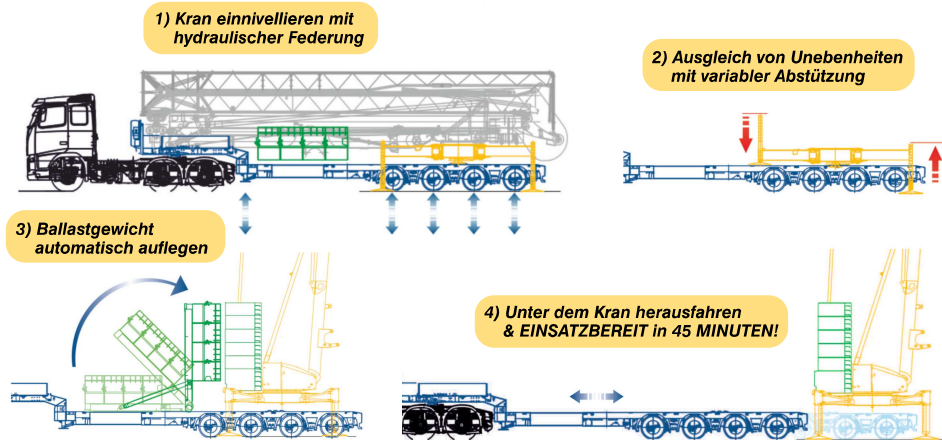 1) Kran einnivellieren mit
hydraulischer Federung
2) Ausgleich von Unebenheiten
mit variabler Abstützung
3) Ballastgewicht
automatisch auflegen
4) Unter dem Kran herausfahren
& EINSATZBEREIT in 45 MINUTEN!